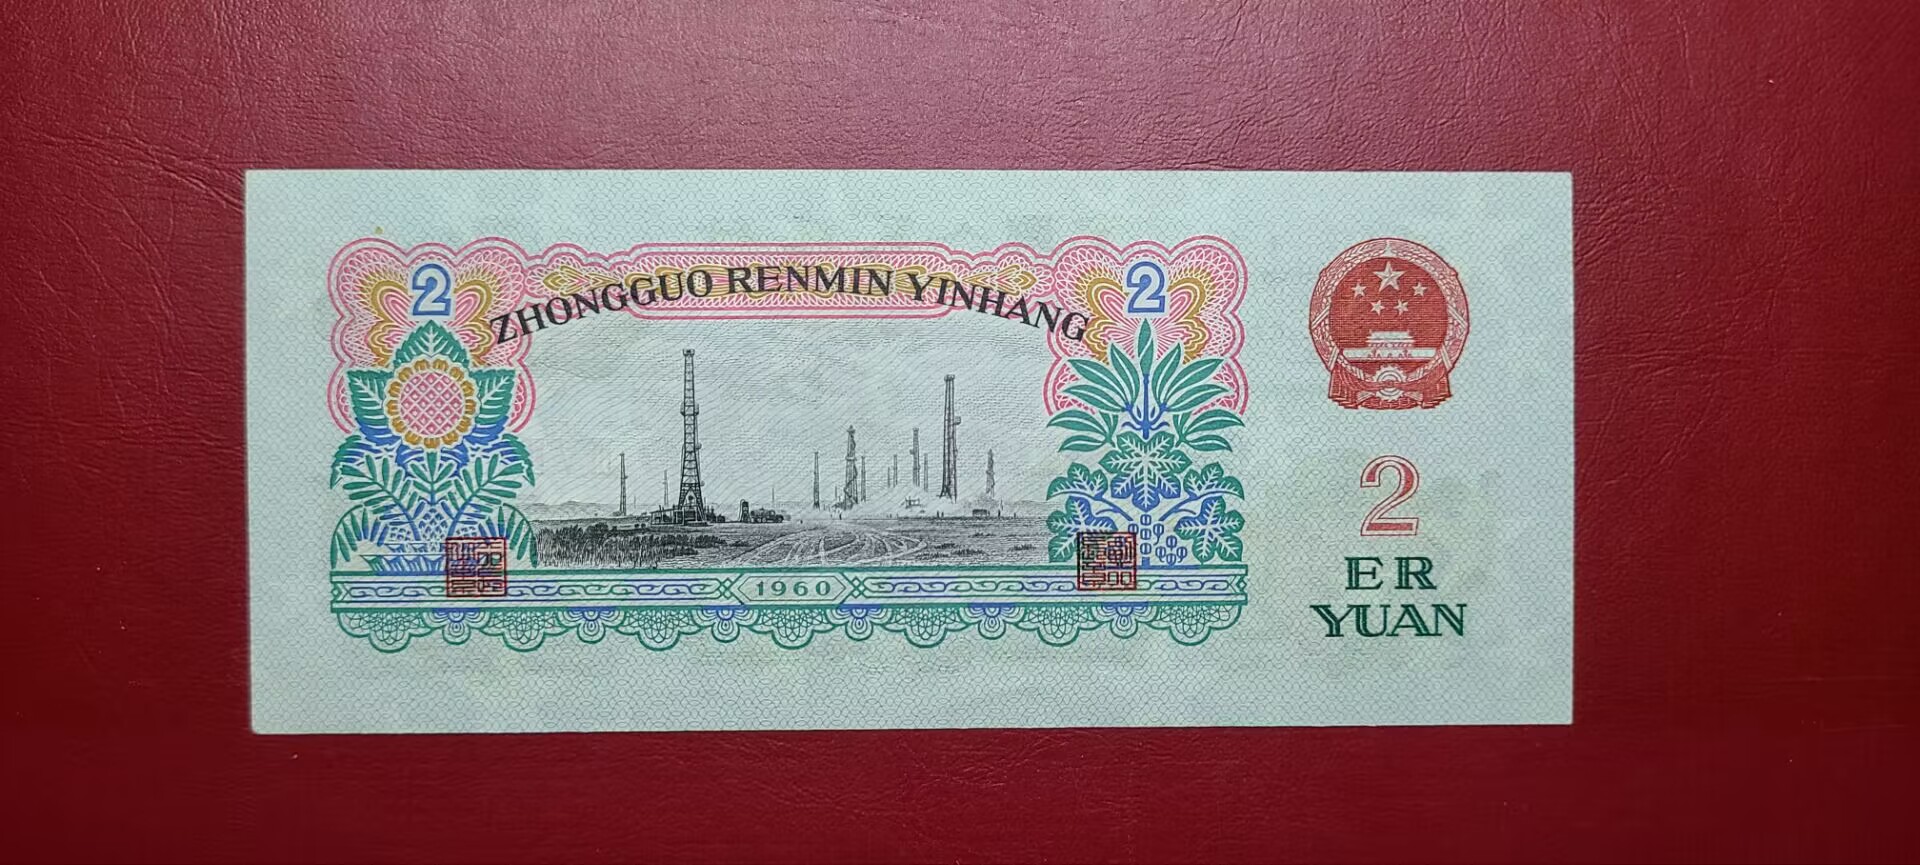 2
ZHONGGUO RENMIN YINHANG
2
1960
2
ER
YUAN